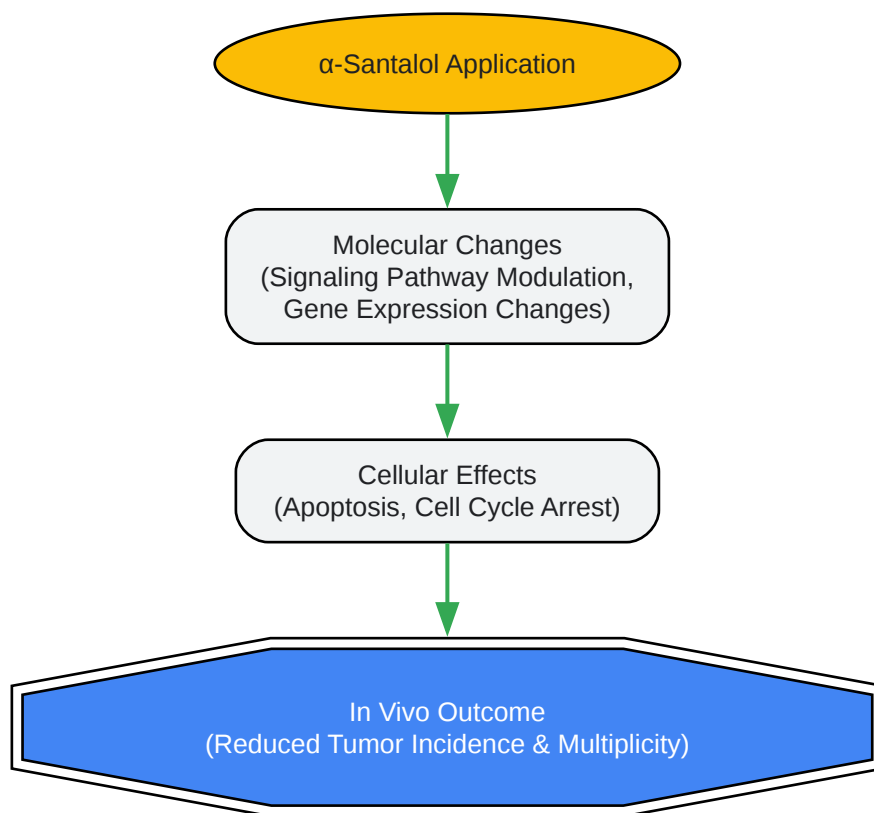 α-Santalol Application
Molecular Changes
(Signaling Pathway Modulation,
Gene Expression Changes)
Cellular Effects
(Apoptosis, Cell Cycle Arrest)
In Vivo Outcome
(Reduced Tumor Incidence & Multiplicity)